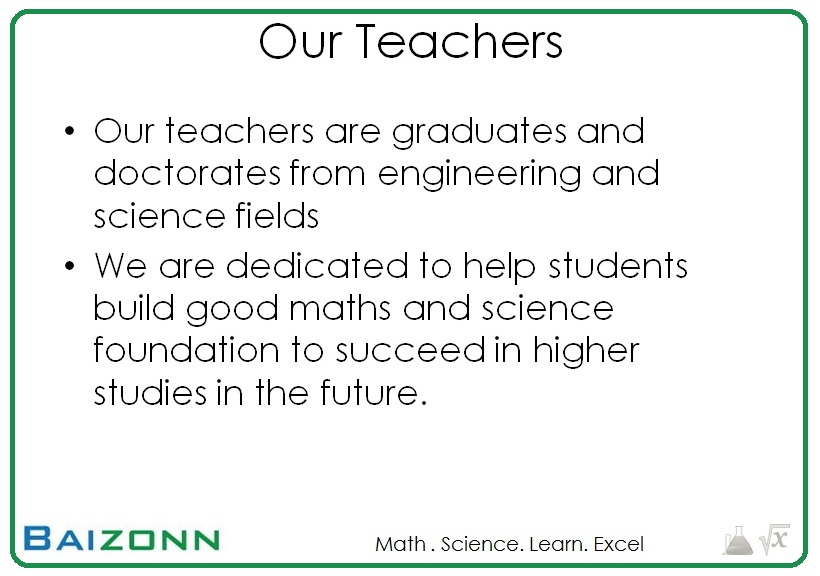 Our Teachers
• Our teachers are graduates and
doctorates from engineering and
science fields
• We are dedicated to help students
build good maths and science
foundation to succeed in higher
studies in the future.
BAIZONN
Math . Science. Learn. Excel
√x